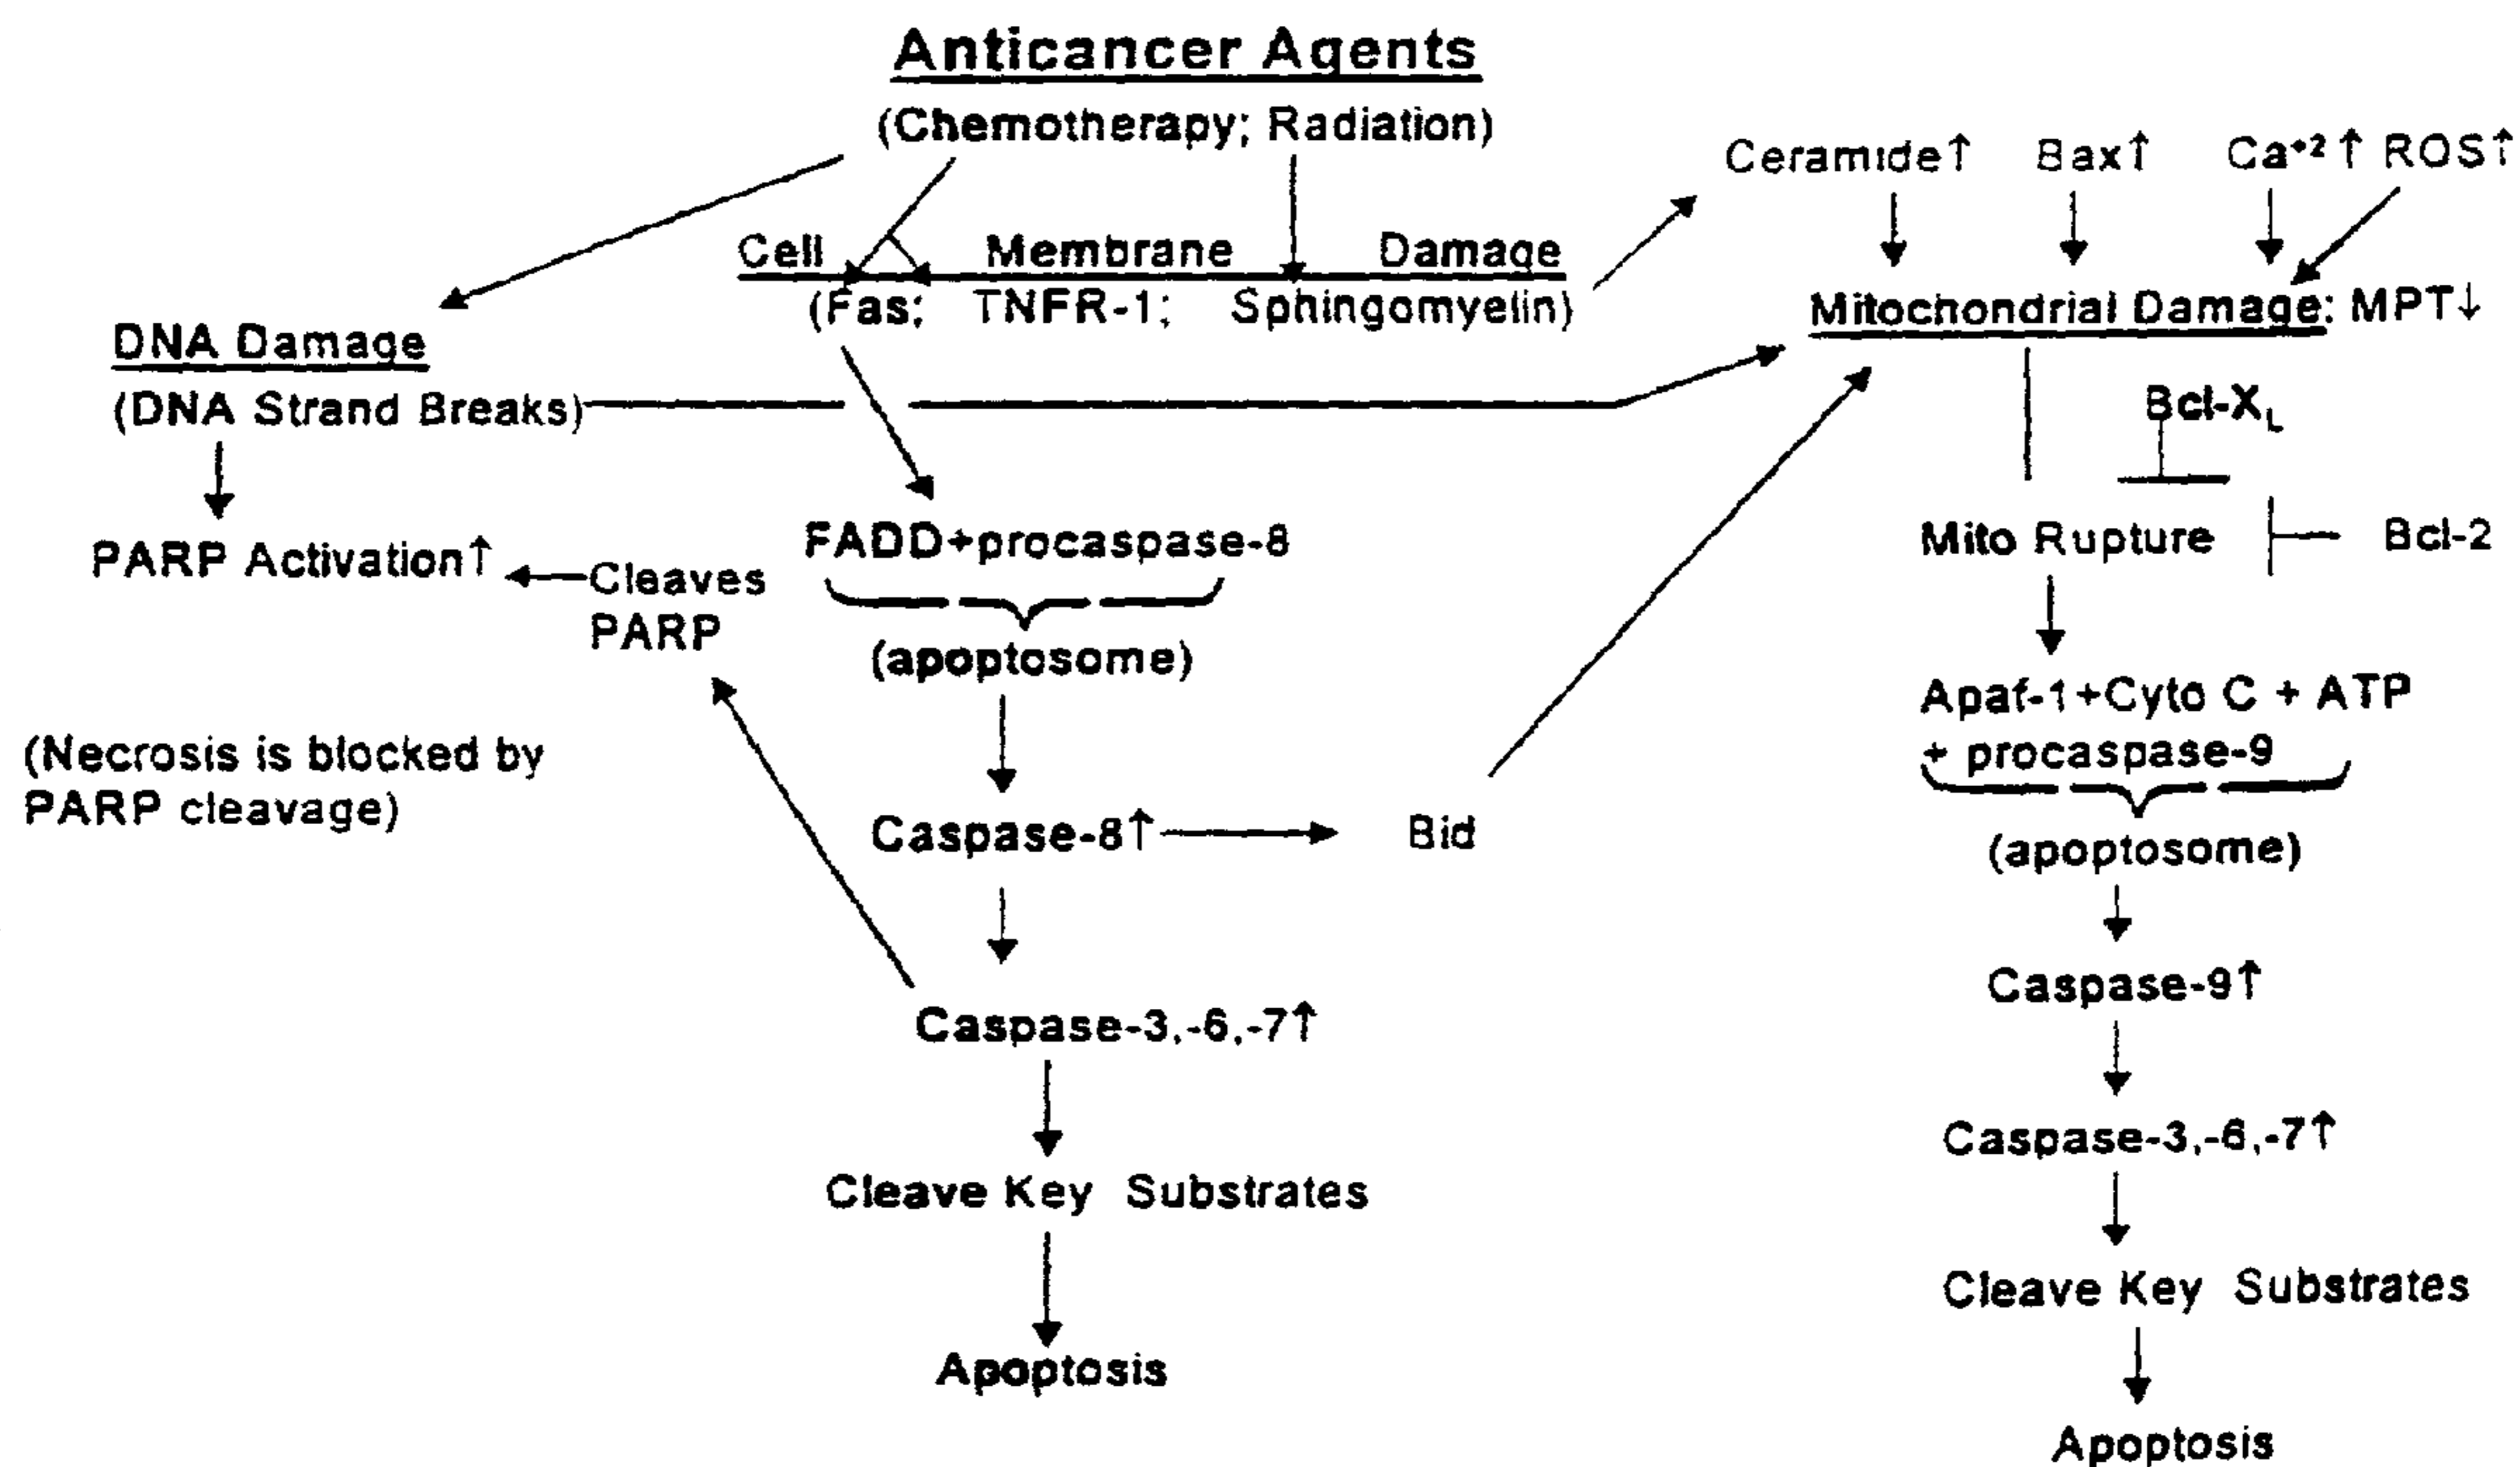 Anticancer Agents
(Chemotherapy; Radiation)
Ceramide↑ Bax↑ Ca+2↑ ROS↑
Cell Membrane Damage
(Fas; TNFR-1; Sphingomyelin)
Mitochondrial Damage: MPT↓
DNA Damage
(DNA Strand Breaks)
Bcl-XL
PARP Activation↑
Cleaves
PARP
FADD+procaspase-8
Mito Rupture
Bcl-2
(apoptosome)
Apaf-1+Cyto C + ATP
+ procaspase-9
(Necrosis is blocked by
PARP cleavage)
Caspase-8↑
Bid
(apoptosome)
Caspase-9↑
Caspase-3,-6,-7↑
Caspase-3,-6,-7↑
Cleave Key Substrates
Cleave Key Substrates
Apoptosis
Apoptosis